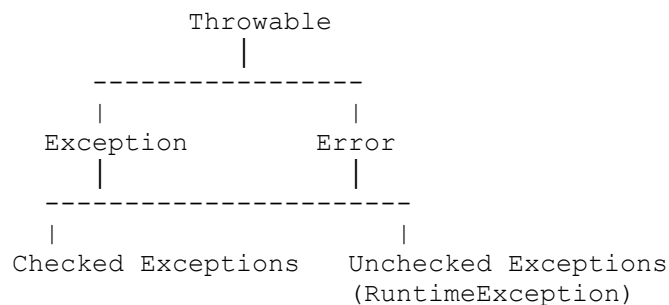 Throwable
Exception Error
Checked Exceptions Unchecked Exceptions
(RuntimeException)